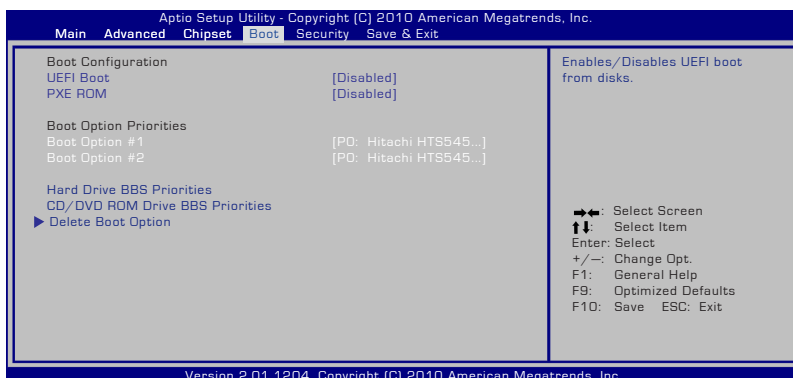 Aptio Setup Utility - Copyright (C) 2010 American Megatrends, Inc.
Main Advanced Chipset Boot Security Save & Exit
Boot Configuration
UEFI Boot [Disabled]
PXE ROM [Disabled]
Boot Option Priorities
Boot Option #1 [P0: Hitachi HTS545...]
Boot Option #2 [P0: Hitachi HTS545...]
Hard Drive BBS Priorities
CD/DVD ROM Drive BBS Priorities
Delete Boot Option
Enables/Disables UEFI boot
from disks.
→←: Select Screen
↑↓: Select Item
Enter: Select
+/—: Change Opt.
F1: General Help
F9: Optimized Defaults
F10: Save ESC: Exit
Version 2.01.1204. Copyright (C) 2010 American Megatrends, Inc.